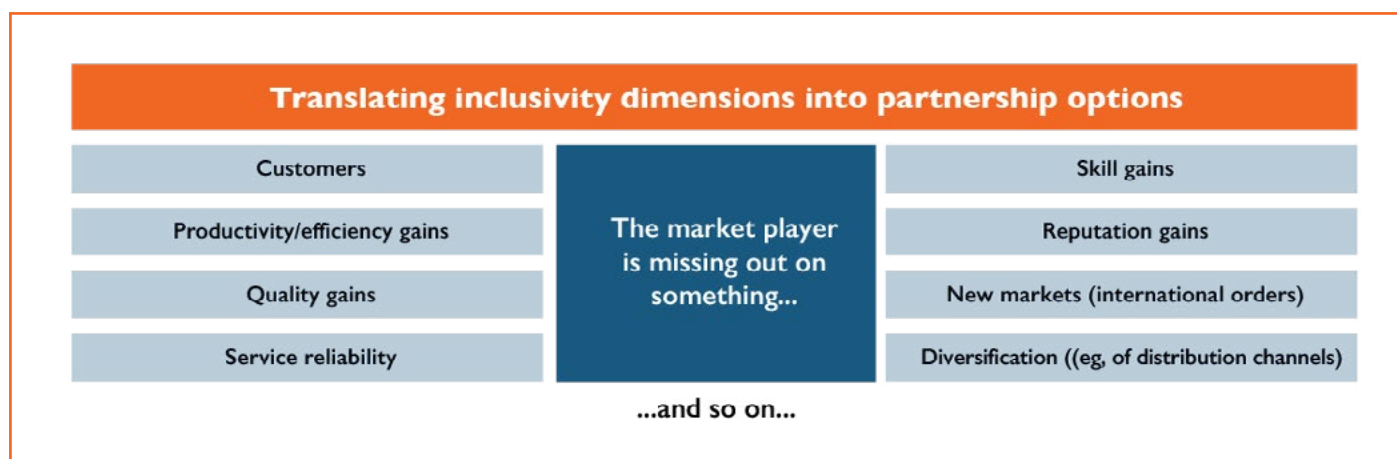 Translating inclusivity dimensions into partnership options
Customers
Productivity/efficiency gains
Quality gains
Service reliability
The market player
is missing out on
something...
Skill gains
Reputation gains
New markets (international orders)
Diversification ((eg, of distribution channels)
...and so on...